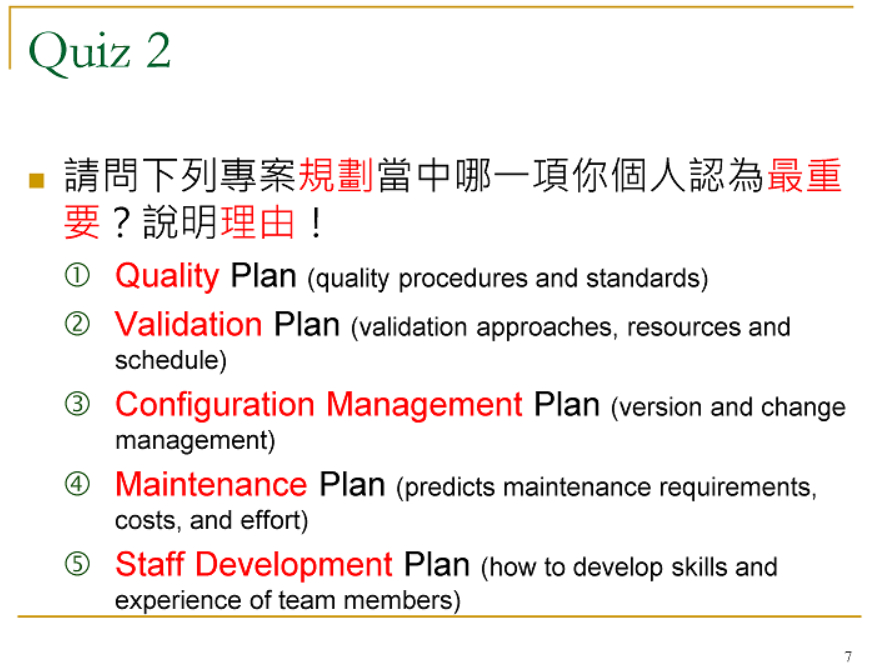 Quiz 2
■ 請問下列專案規劃當中哪一項你個人認為最重
要？說明理由！
① Quality Plan (quality procedures and standards)
② Validation Plan (validation approaches, resources and
schedule)
③ Configuration Management Plan (version and change
management)
④ Maintenance Plan (predicts maintenance requirements,
costs, and effort)
⑤ Staff Development Plan (how to develop skills and
experience of team members)
7